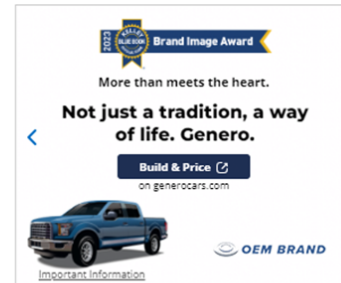 2023
KELLEY
BLUE BOOK
Brand Image Award
More than meets the heart.
Not just a tradition, a way
of life. Genero.
Build & Price
on generocars.com
OEM BRAND
Important Information